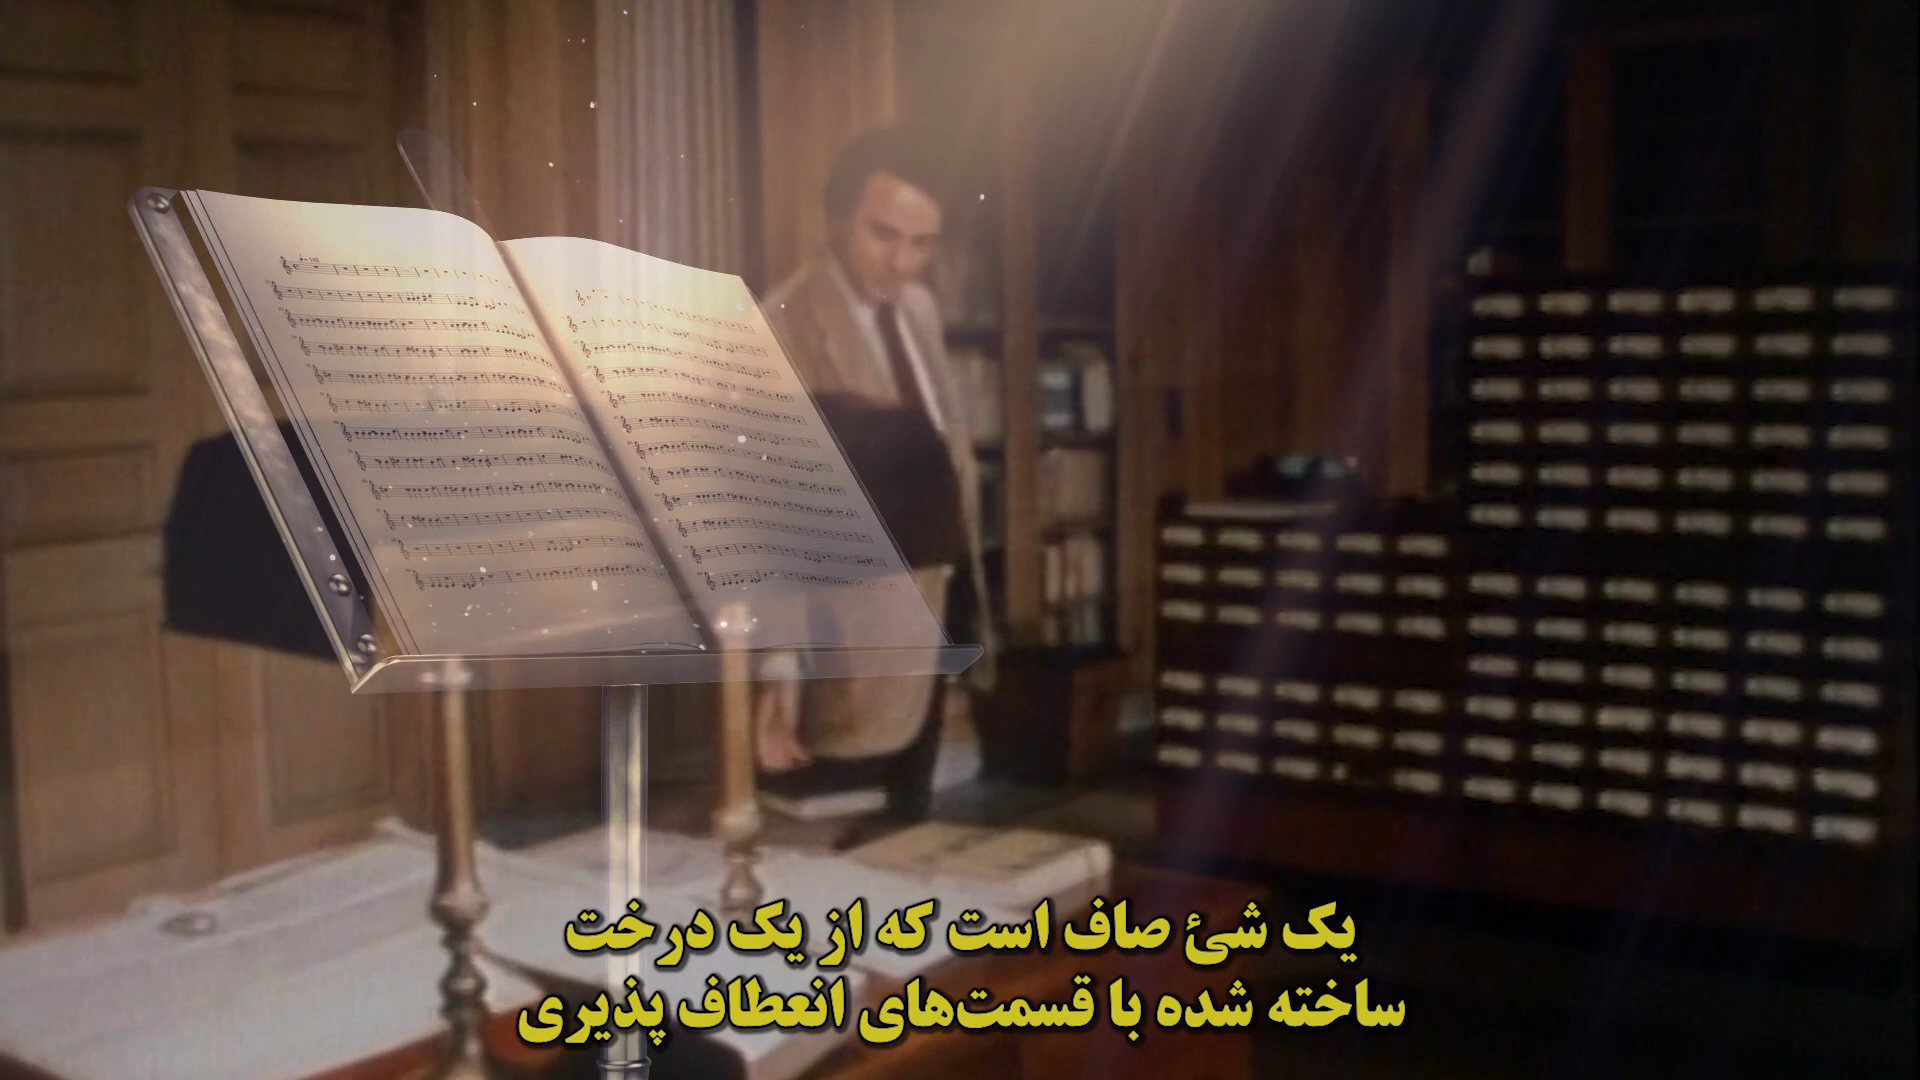 یک شئ صاف است که از یک درخت
ساخته شده با قسمت‌های انعطاف پذیری